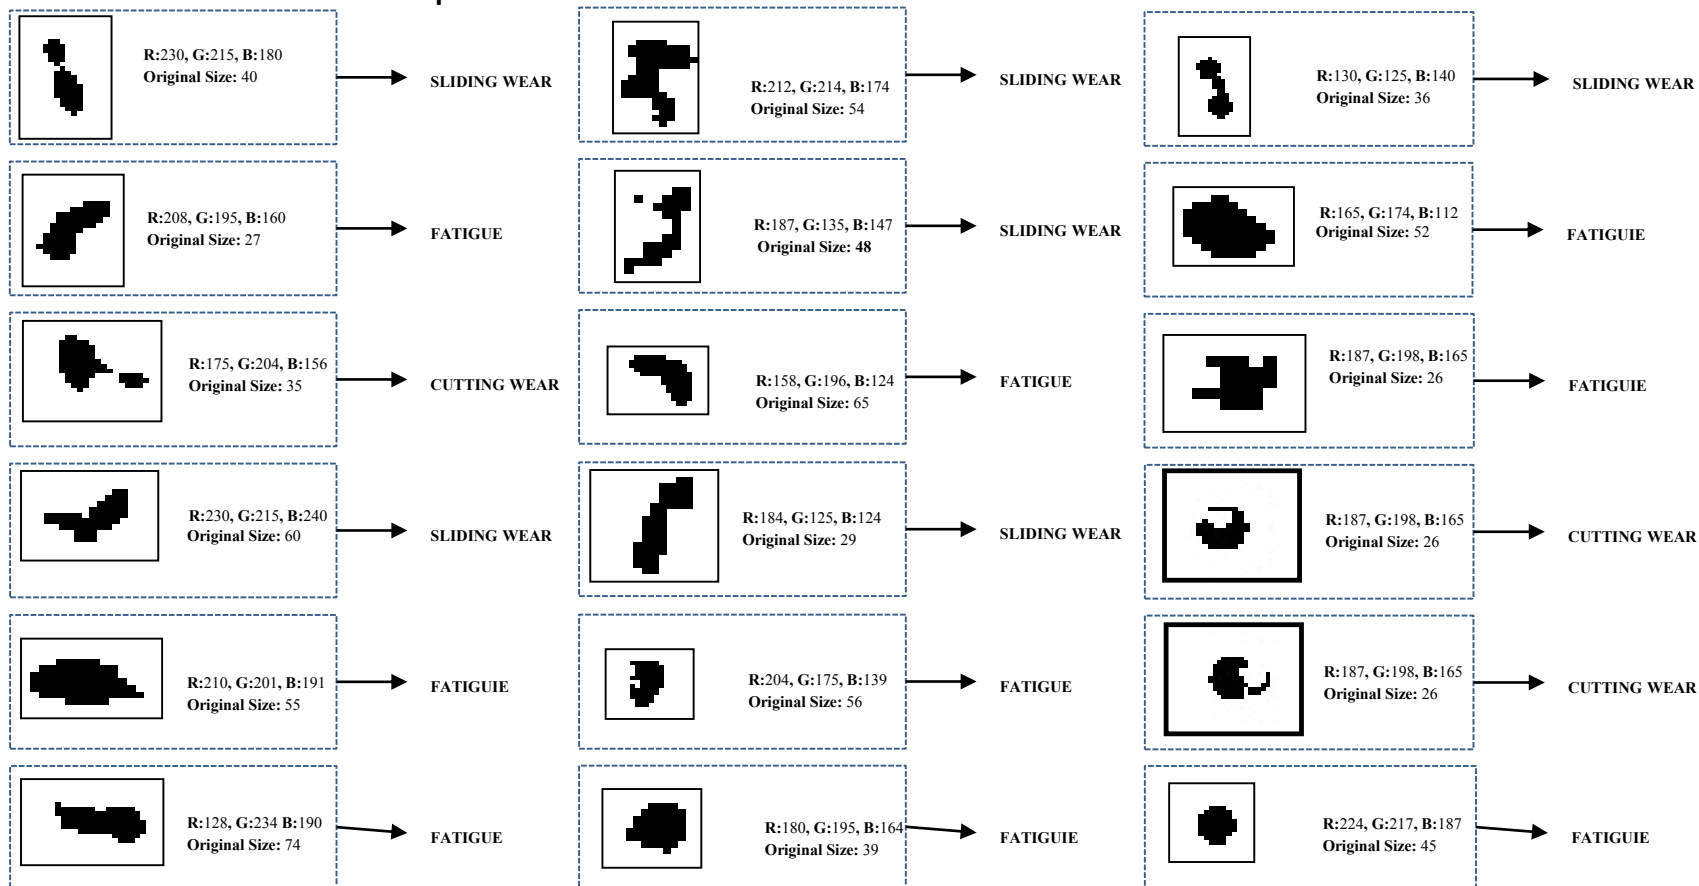 R:230, G:215, B:180
Original Size: 40
SLIDING WEAR
R:212, G:214, B:174
Original Size: 54
SLIDING WEAR
R:130, G:125, B:140
Original Size: 36
SLIDING WEAR
R:208, G:195, B:160
Original Size: 27
FATIGUE
R:187, G:135, B:147
Original Size: 48
SLIDING WEAR
R:165, G:174, B:112
Original Size: 52
FATIGUIE
R:175, G:204, B:156
Original Size: 35
CUTTING WEAR
R:158, G:196, B:124
Original Size: 65
FATIGUE
R:187, G:198, B:165
Original Size: 26
FATIGUIE
R:230, G:215, B:240
Original Size: 60
SLIDING WEAR
R:184, G:125, B:124
Original Size: 29
SLIDING WEAR
R:187, G:198, B:165
Original Size: 26
CUTTING WEAR
R:210, G:201, B:191
Original Size: 55
FATIGUIE
R:204, G:175, B:139
Original Size: 56
FATIGUE
R:187, G:198, B:165
Original Size: 26
CUTTING WEAR
R:128, G:234 B:190
Original Size: 74
FATIGUE
R:180, G:195, B:164
Original Size: 39
FATIGUIE
R:224, G:217, B:187
Original Size: 45
FATIGUIE